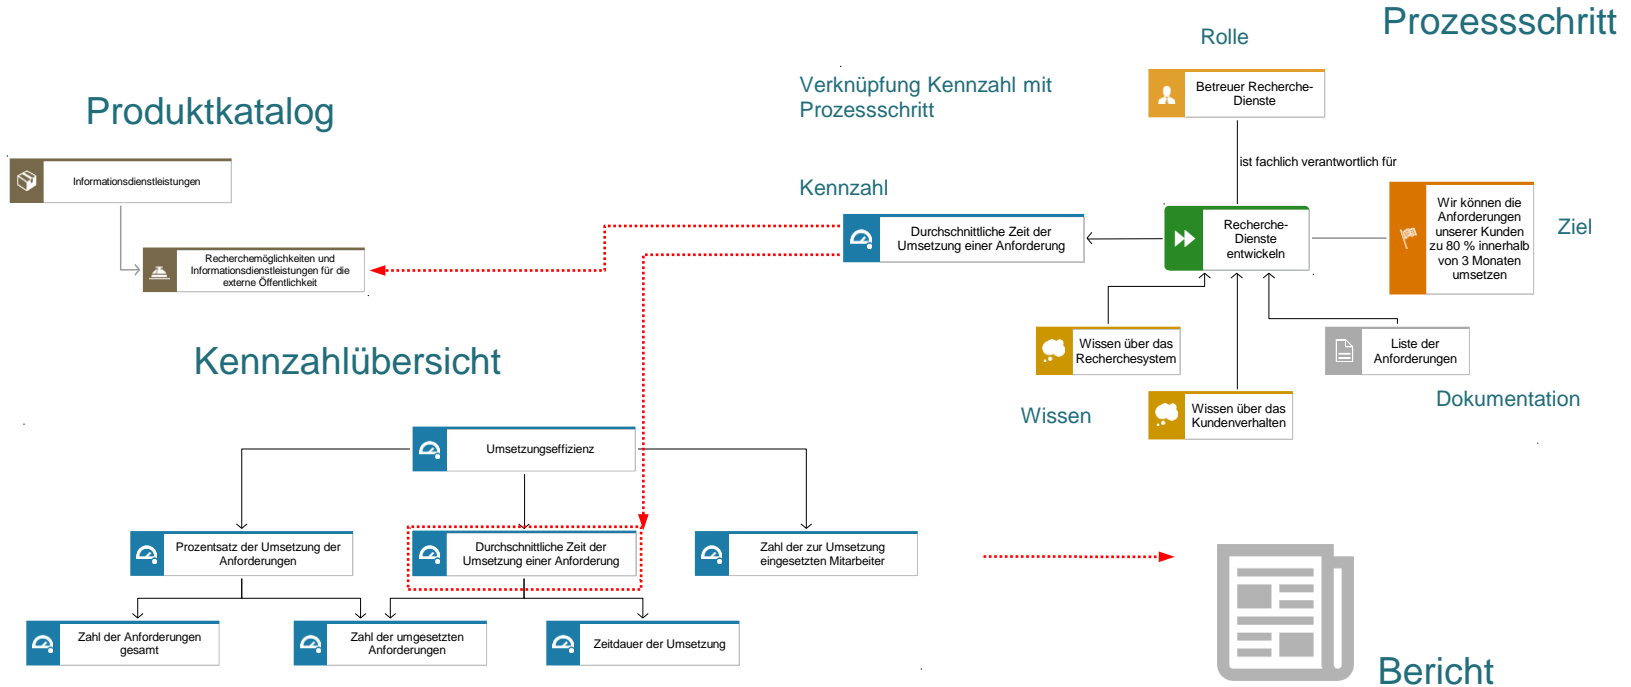 Prozessschritt
Rolle
Verknüpfung Kennzahl mit
Prozessschritt
Betreuer Recherche-
Dienste
Produktkatalog
ist fachlich verantwortlich für
Informationsdienstleistungen
Kennzahl
Wir können die
Anforderungen
unserer Kunden
zu 80 % innerhalb
von 3 Monaten
umsetzen
Ziel
Durchschnittliche Zeit der
Umsetzung einer Anforderung
Recherche-
Dienste
entwickeln
Recherchemöglichkeiten und
Informationsdienstleistungen für die
externe Öffentlichkeit
Kennzahlübersicht
Wissen über das
Recherchesystem
Liste der
Anforderungen
Wissen
Wissen über das
Kundenverhalten
Dokumentation
Umsetzungseffizienz
Prozentsatz der Umsetzung der
Anforderungen
Durchschnittliche Zeit der
Umsetzung einer Anforderung
Zahl der zur Umsetzung
eingesetzten Mitarbeiter
Zahl der Anforderungen
gesamt
Zahl der umgesetzten
Anforderungen
Zeitdauer der Umsetzung
Bericht